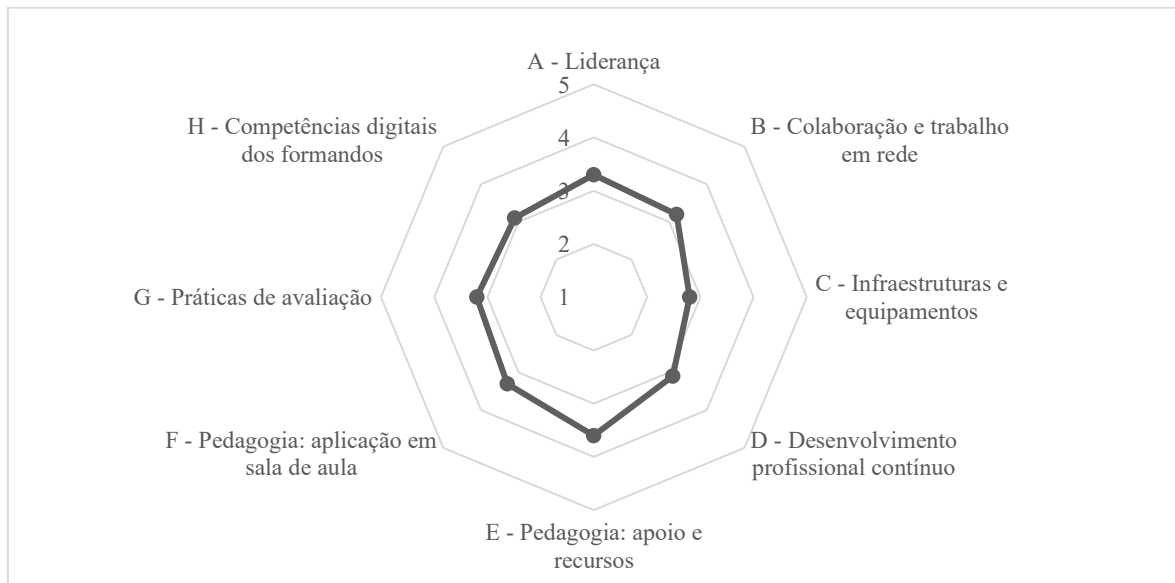 A - Liderança
5
H - Competências digitais
dos formandos
B - Colaboração e trabalho
em rede
4
3
2
G - Práticas de avaliação
1
C - Infraestruturas e
equipamentos
F - Pedagogia: aplicação em
sala de aula
D - Desenvolvimento
profissional contínuo
E - Pedagogia: apoio e
recursos